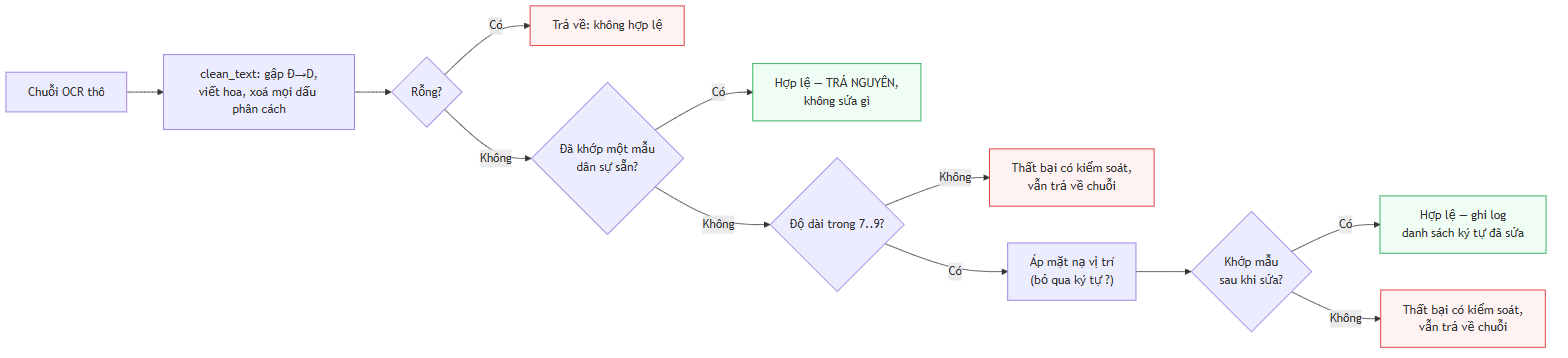 Chuỗi OCR thô
clean_text: gập Đ→D,
viết hoa, xoá mọi dấu
phân cách
Rỗng?
Có
Trả về: không hợp lệ
Không
Đã khớp một mẫu
dân sự sẵn?
Có
Hợp lệ — TRẢ NGUYÊN,
không sửa gì
Không
Độ dài trong 7..9?
Không
Thất bại có kiểm soát,
vẫn trả về chuỗi
Có
Áp mặt nạ vị trí
(bỏ qua ký tự ?)
Khớp mẫu
sau khi sửa?
Có
Hợp lệ — ghi log
danh sách ký tự đã sửa
Không
Thất bại có kiểm soát,
vẫn trả về chuỗi